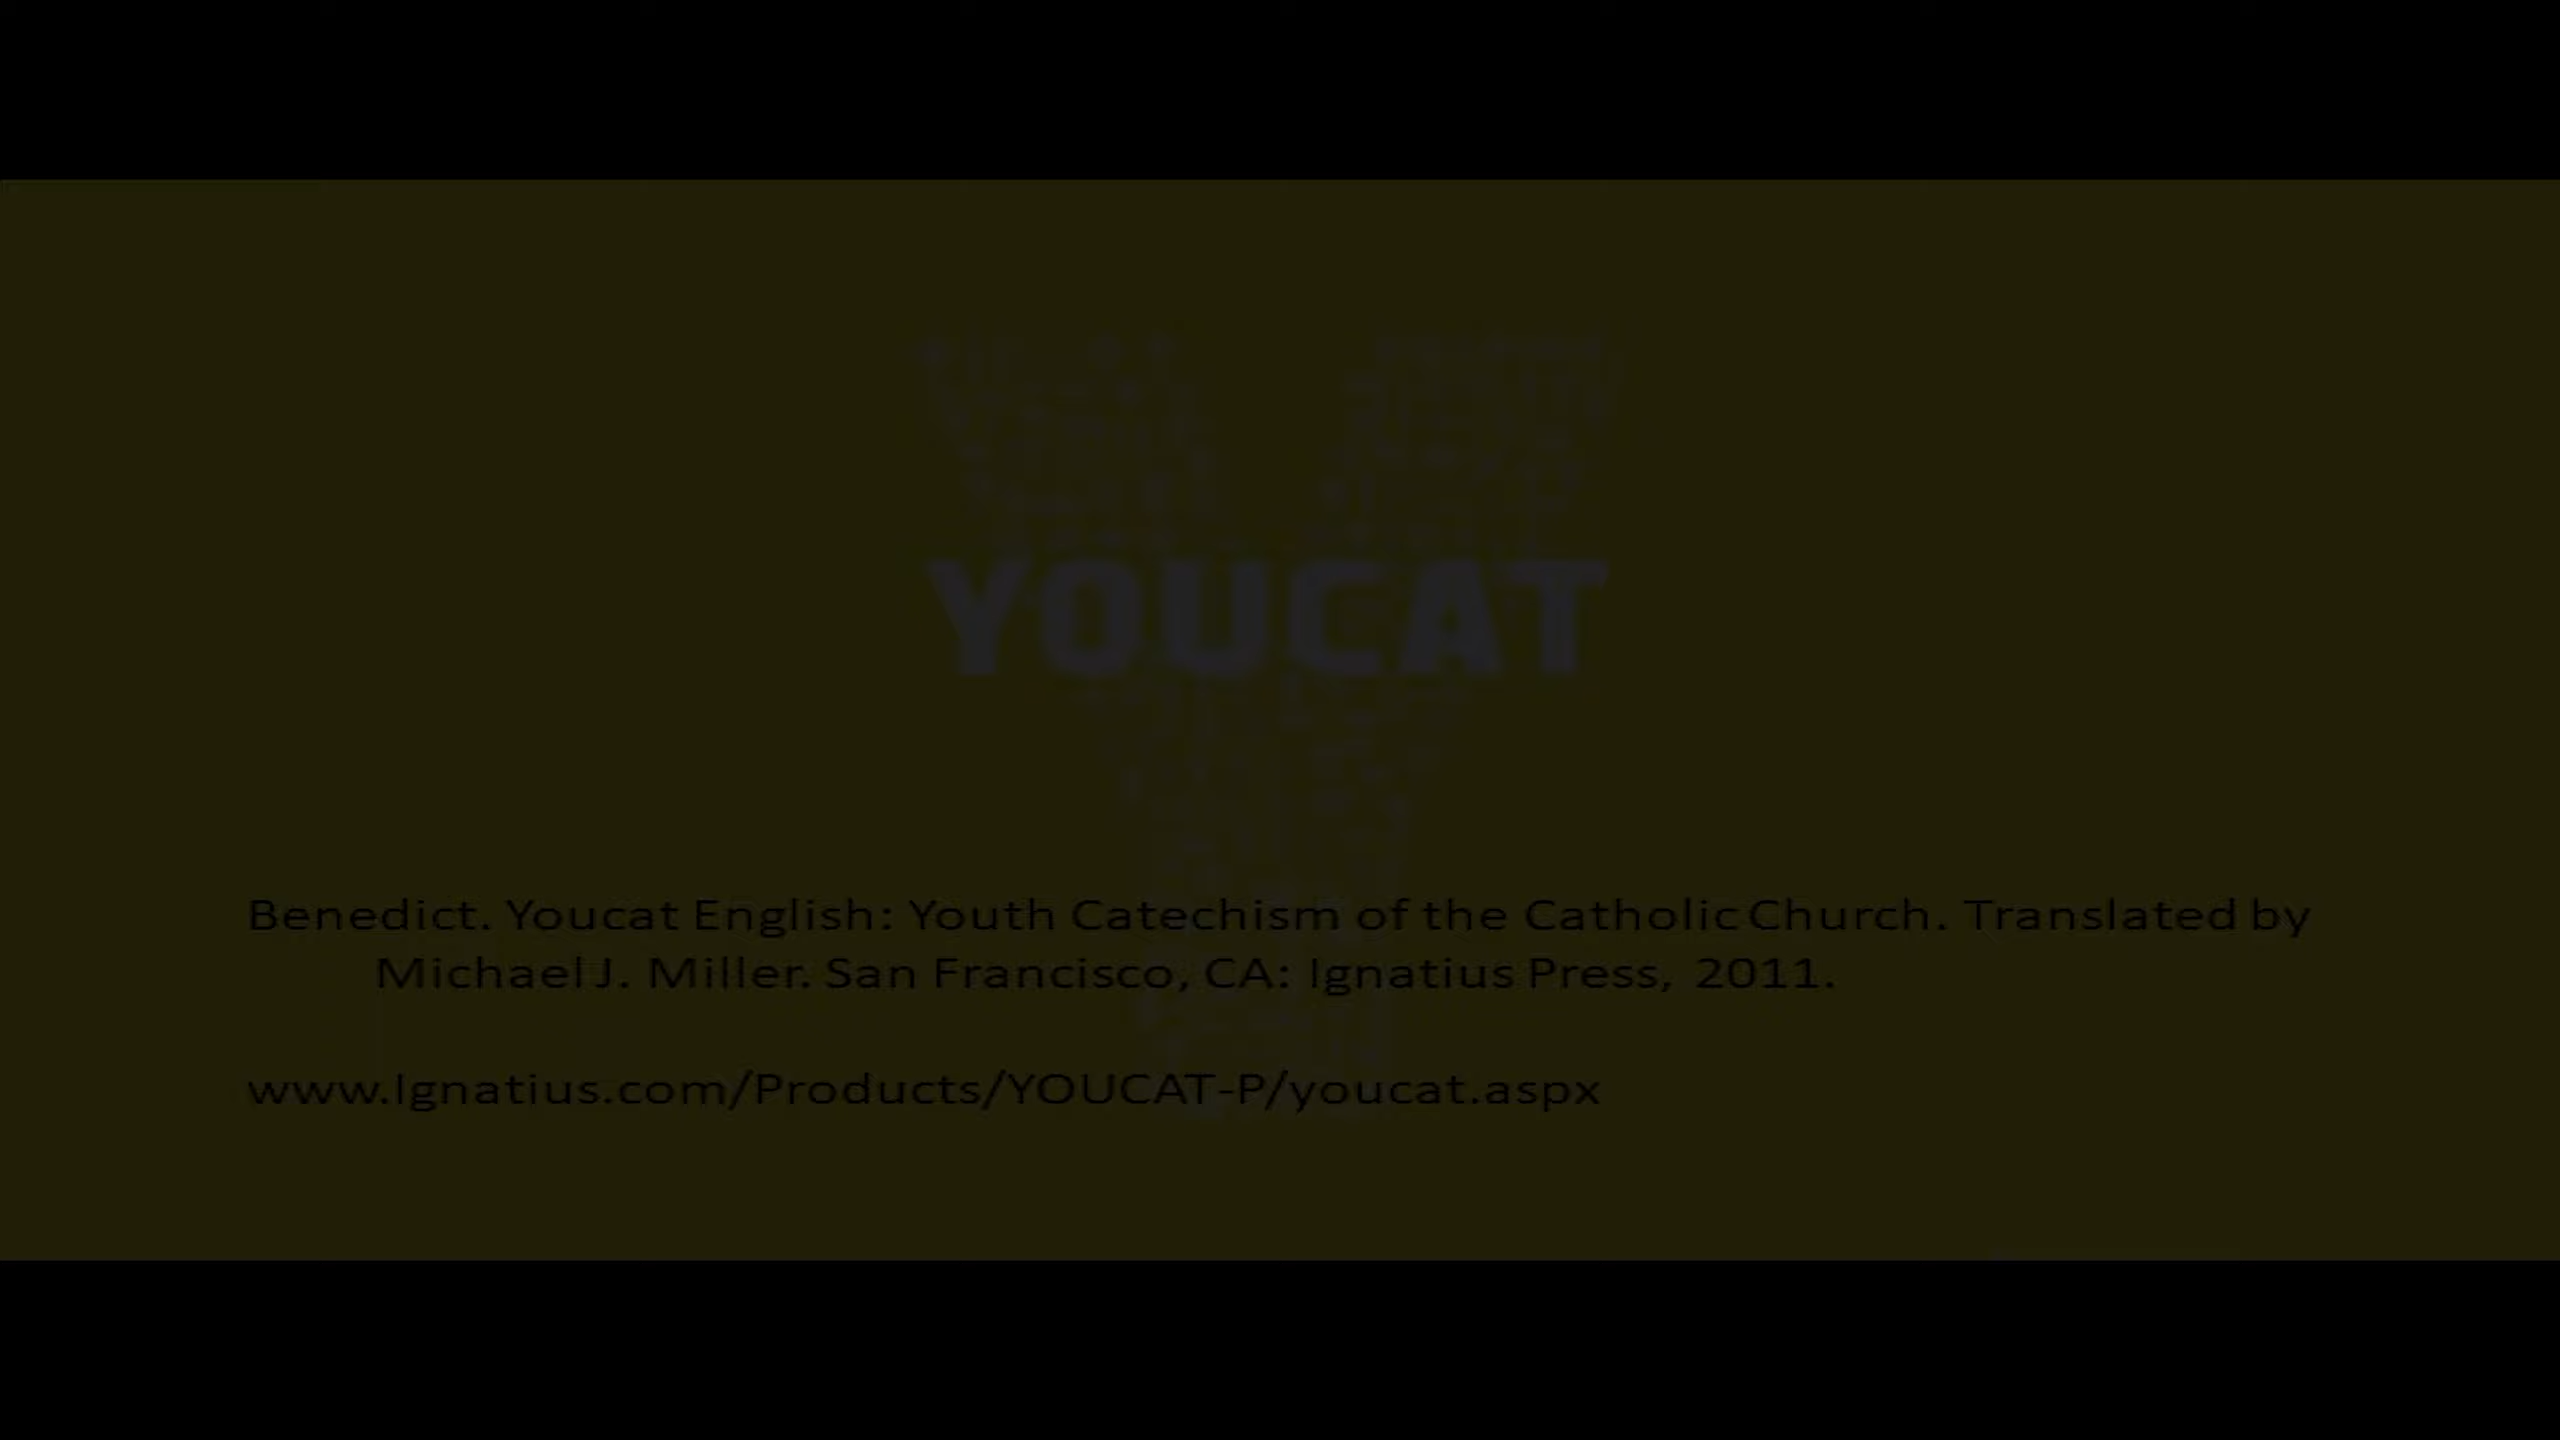 YOUCAT
Benedict. Youcat English: Youth Catechism of the Catholic Church. Translated by
Michael J. Miller. San Francisco, CA: Ignatius Press, 2011.
www.Ignatius.com/Products/YOUCAT-P/youcat.aspx